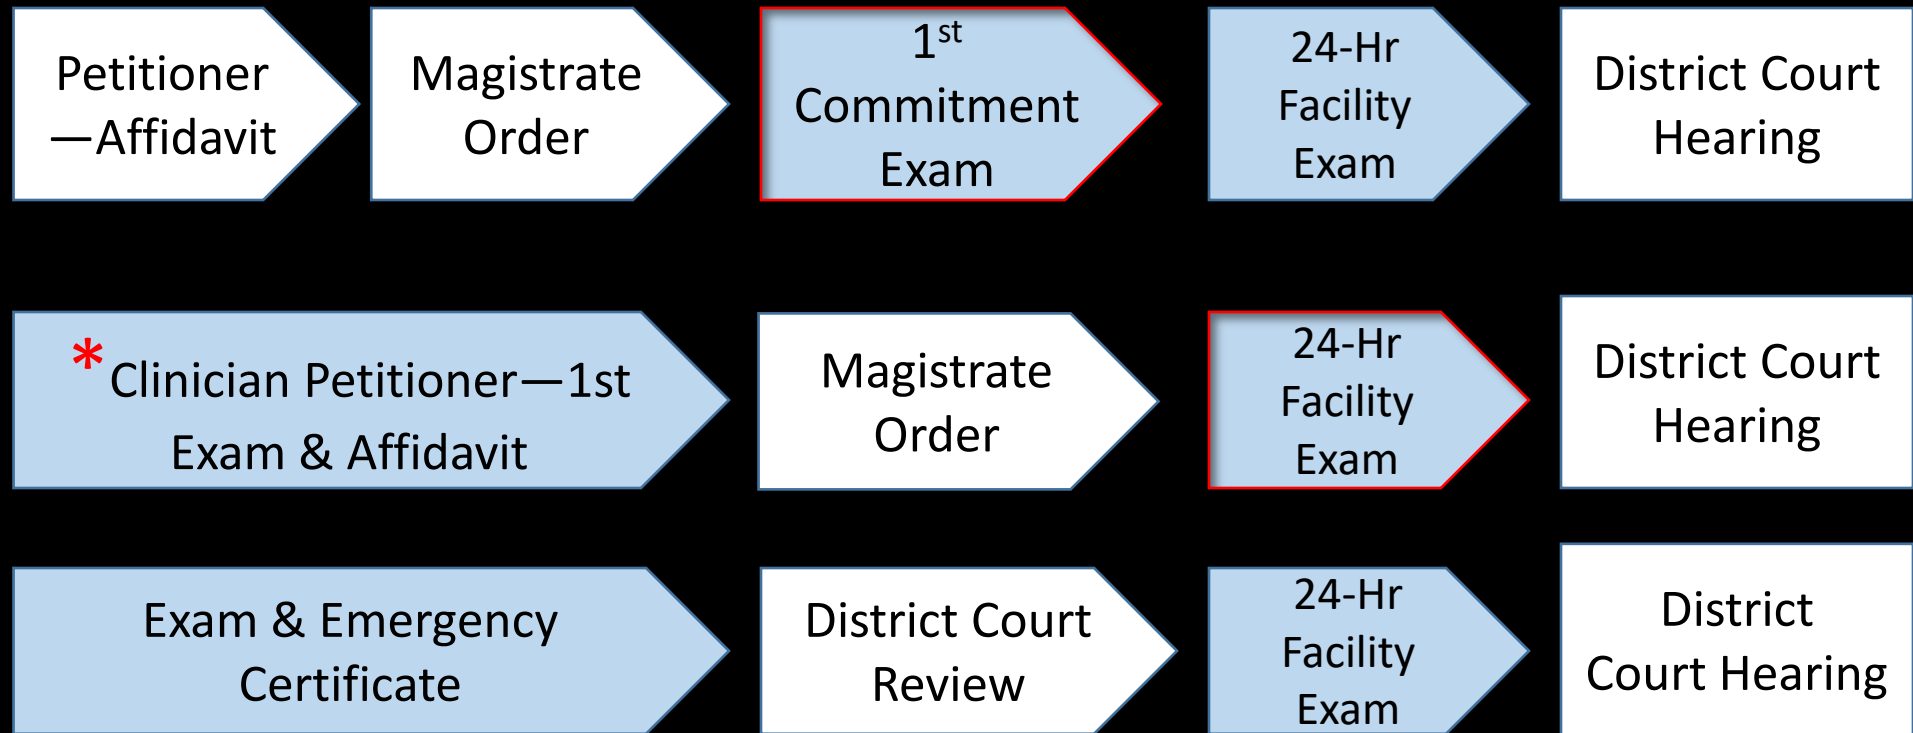 Petitioner
—Affidavit
Magistrate
Order
1st
Commitment
Exam
24-Hr
Facility
Exam
District Court
Hearing
*Clinician Petitioner—1st
Exam & Affidavit
Magistrate
Order
24-Hr
Facility
Exam
District Court
Hearing
Exam & Emergency
Certificate
District Court
Review
24-Hr
Facility
Exam
District
Court Hearing